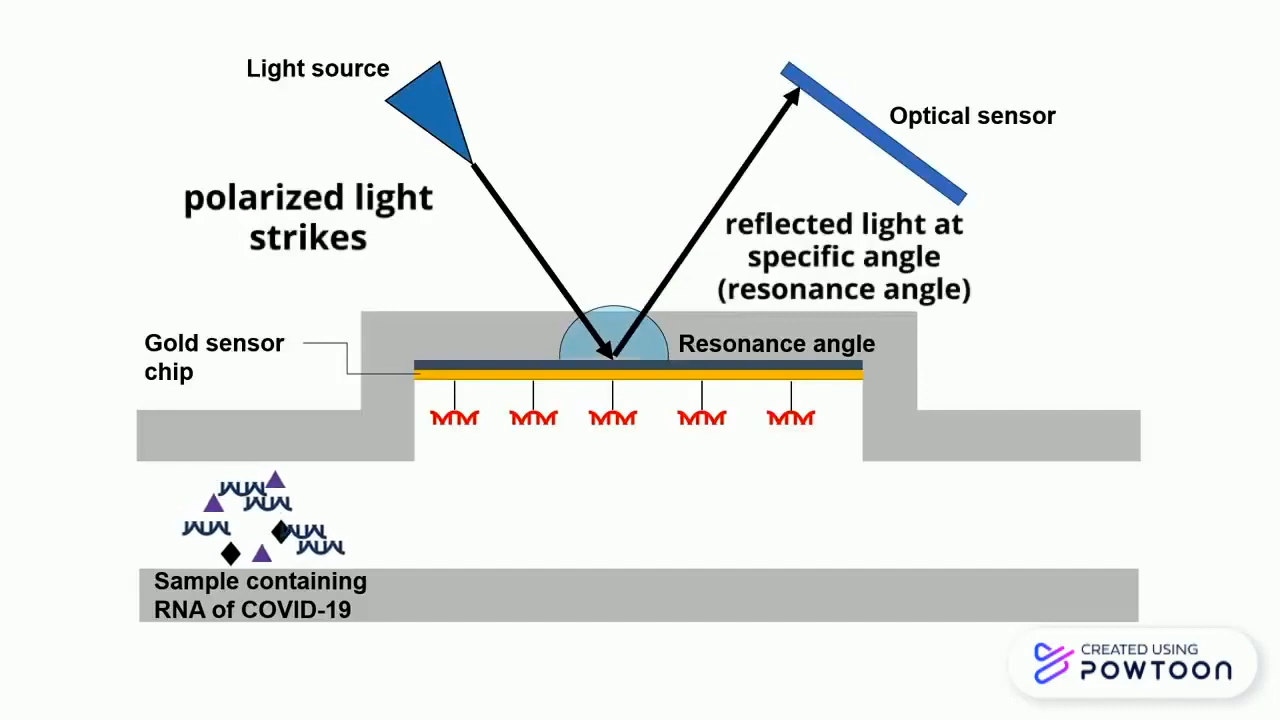 Light source
Optical sensor
polarized light
strikes
reflected light at
specific angle
(resonance angle)
Gold sensor
chip
Resonance angle
Sample containing
RNA of COVID-19
CREATED USING
POWTOON